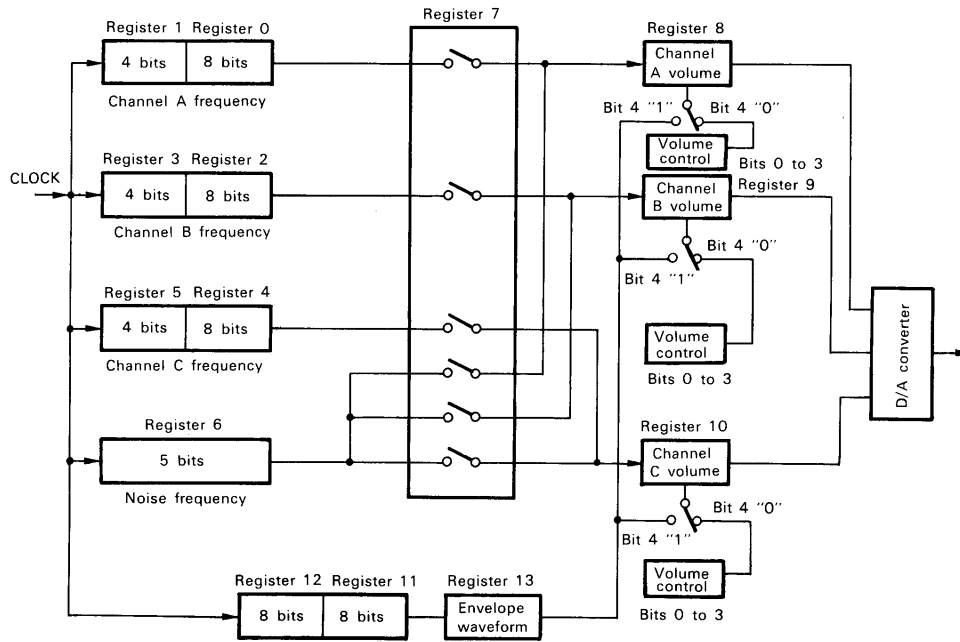 Register 1 Register 0
4 bits 8 bits
Channel A frequency
Register 7
Register 8
Channel
A volume
Bit 4 "1" Bit 4 "0"
Volume
control
Bits 0 to 3
CLOCK
Register 3 Register 2
4 bits 8 bits
Channel B frequency
Channel
B volume
Register 9
Bit 4 "0"
Bit 4 "1"
Volume
control
Bits 0 to 3
Register 5 Register 4
4 bits 8 bits
Channel C frequency
D/A converter
Register 6
5 bits
Noise frequency
Register 10
Channel
C volume
Bit 4 "0"
Bit 4 "1"
Volume
control
Bits 0 to 3
Register 12 Register 11
8 bits 8 bits
Register 13
Envelope
waveform